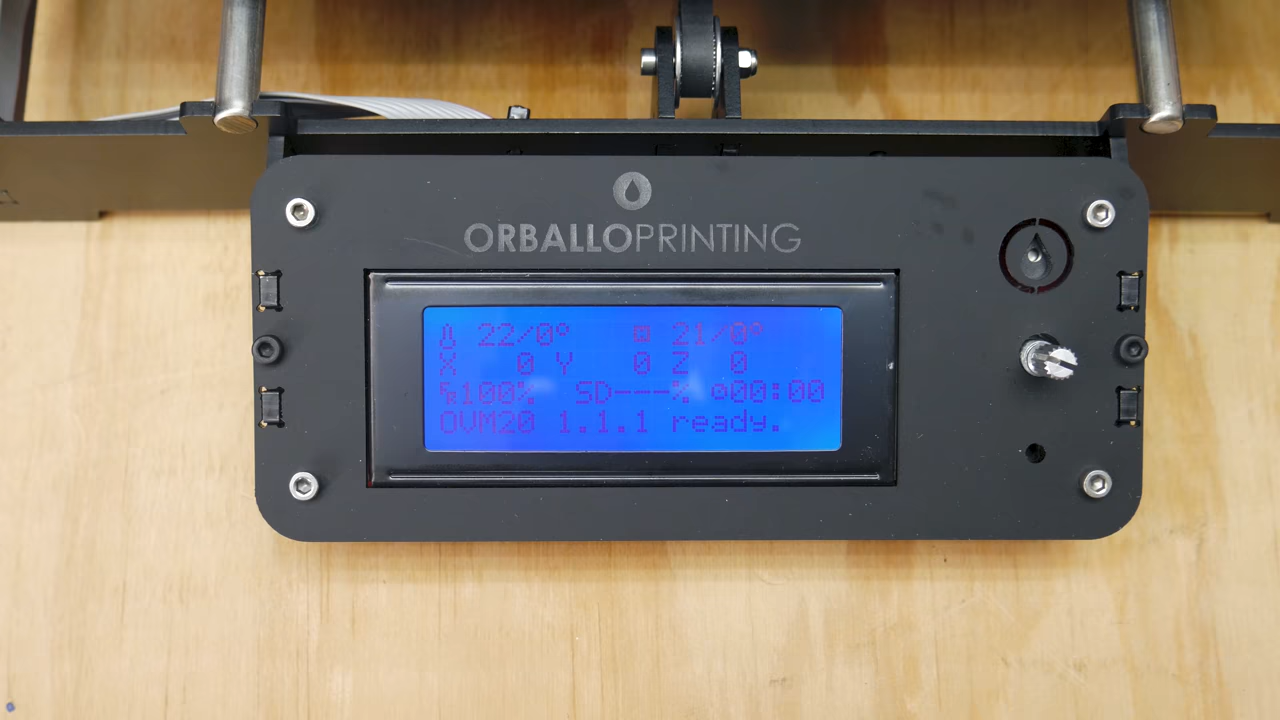 ORBALLOPRINTING
22/0° 21/0°
X 0 Y 0 Z 0
100% SD---% 00:00
OVM20 1.1.1 ready.